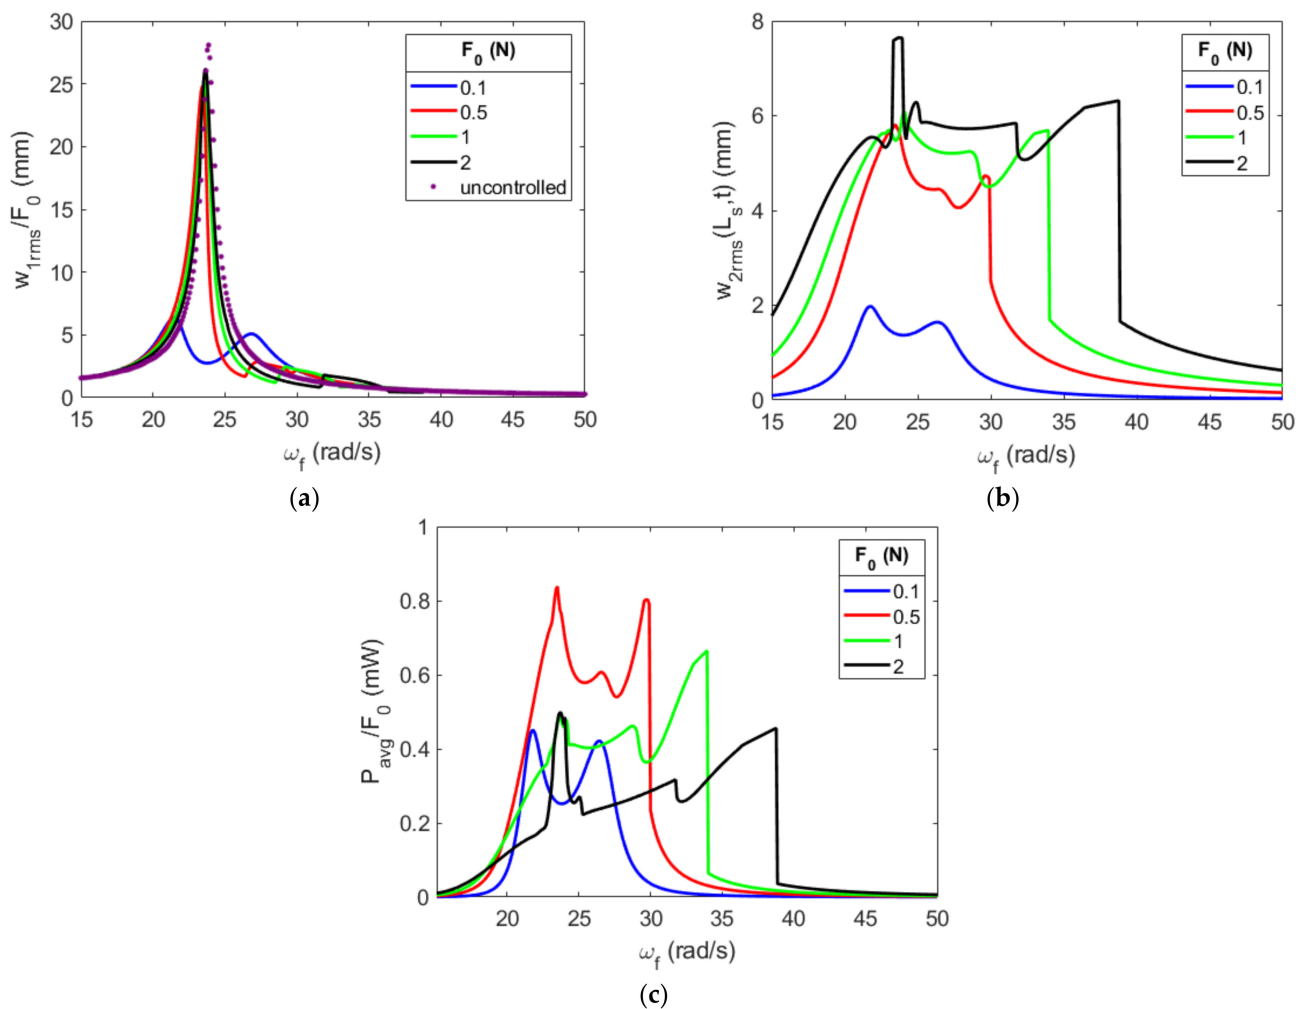 w1rms/F0 (mm)
30
25
20
15
10
5
0
15 20 25 30 35 40 45 50
ωf (rad/s)
F0 (N)
0.1
0.5
1
2
uncontrolled
(a)
w2rms(Ls,t) (mm)
8
6
4
2
0
15 20 25 30 35 40 45 50
ωf (rad/s)
F0 (N)
0.1
0.5
1
2
(b)
Pavg/F0 (mW)
1
0.8
0.6
0.4
0.2
0
20 25 30 35 40 45 50
ωf (rad/s)
F0 (N)
0.1
0.5
1
2
(c)